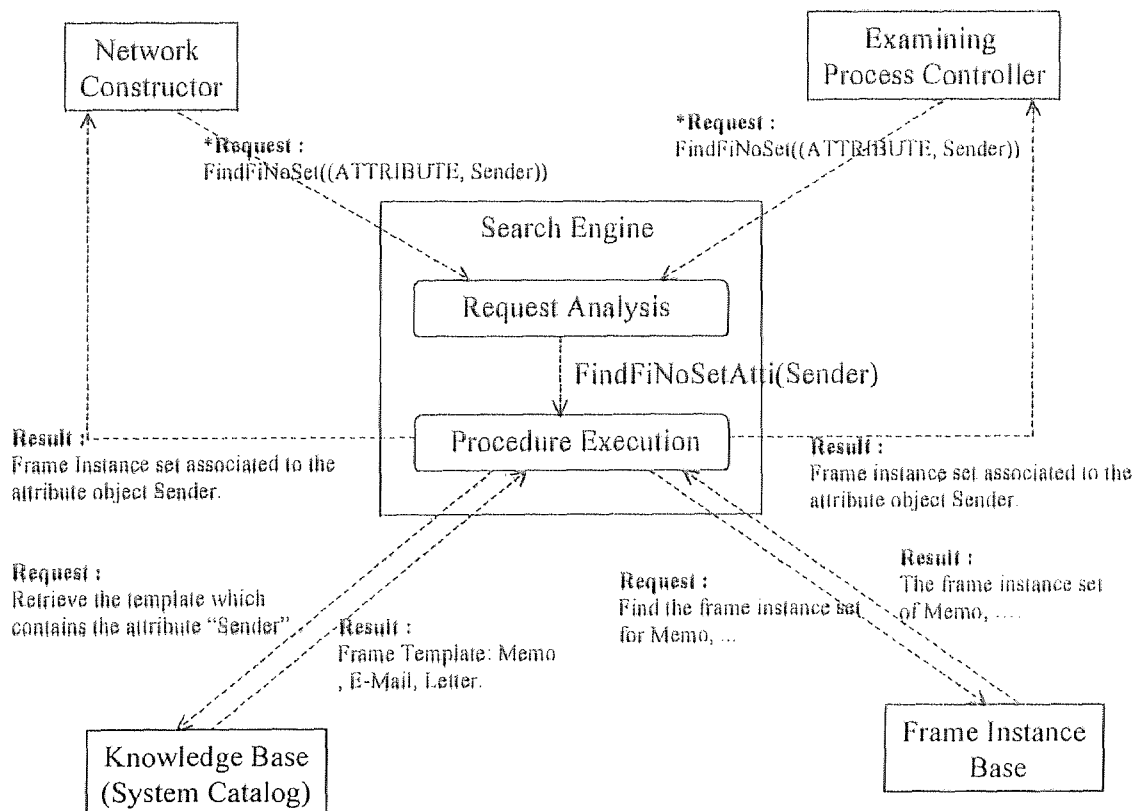 Network
Constructor
Examining
Process Controller
*Request :
FindFiNoSet((ATTRIBUTE, Sender))
*Request :
FindFiNoSet((ATTRIBUTE, Sender))
Search Engine
Request Analysis
FindFiNoSetAtti(Sender)
Procedure Execution
Result :
Frame Instance set associated to the
attribute object Sender.
Result :
Frame instance set associated to the
attribute object Sender.
Request :
Retrieve the template which
contains the attribute “Sender”
Result :
Frame Template: Memo
, E-Mail, Letter.
Request :
Find the frame instance set
for Memo, ...
Result :
The frame instance set
of Memo, ....
Knowledge Base
(System Catalog)
Frame Instance
Base